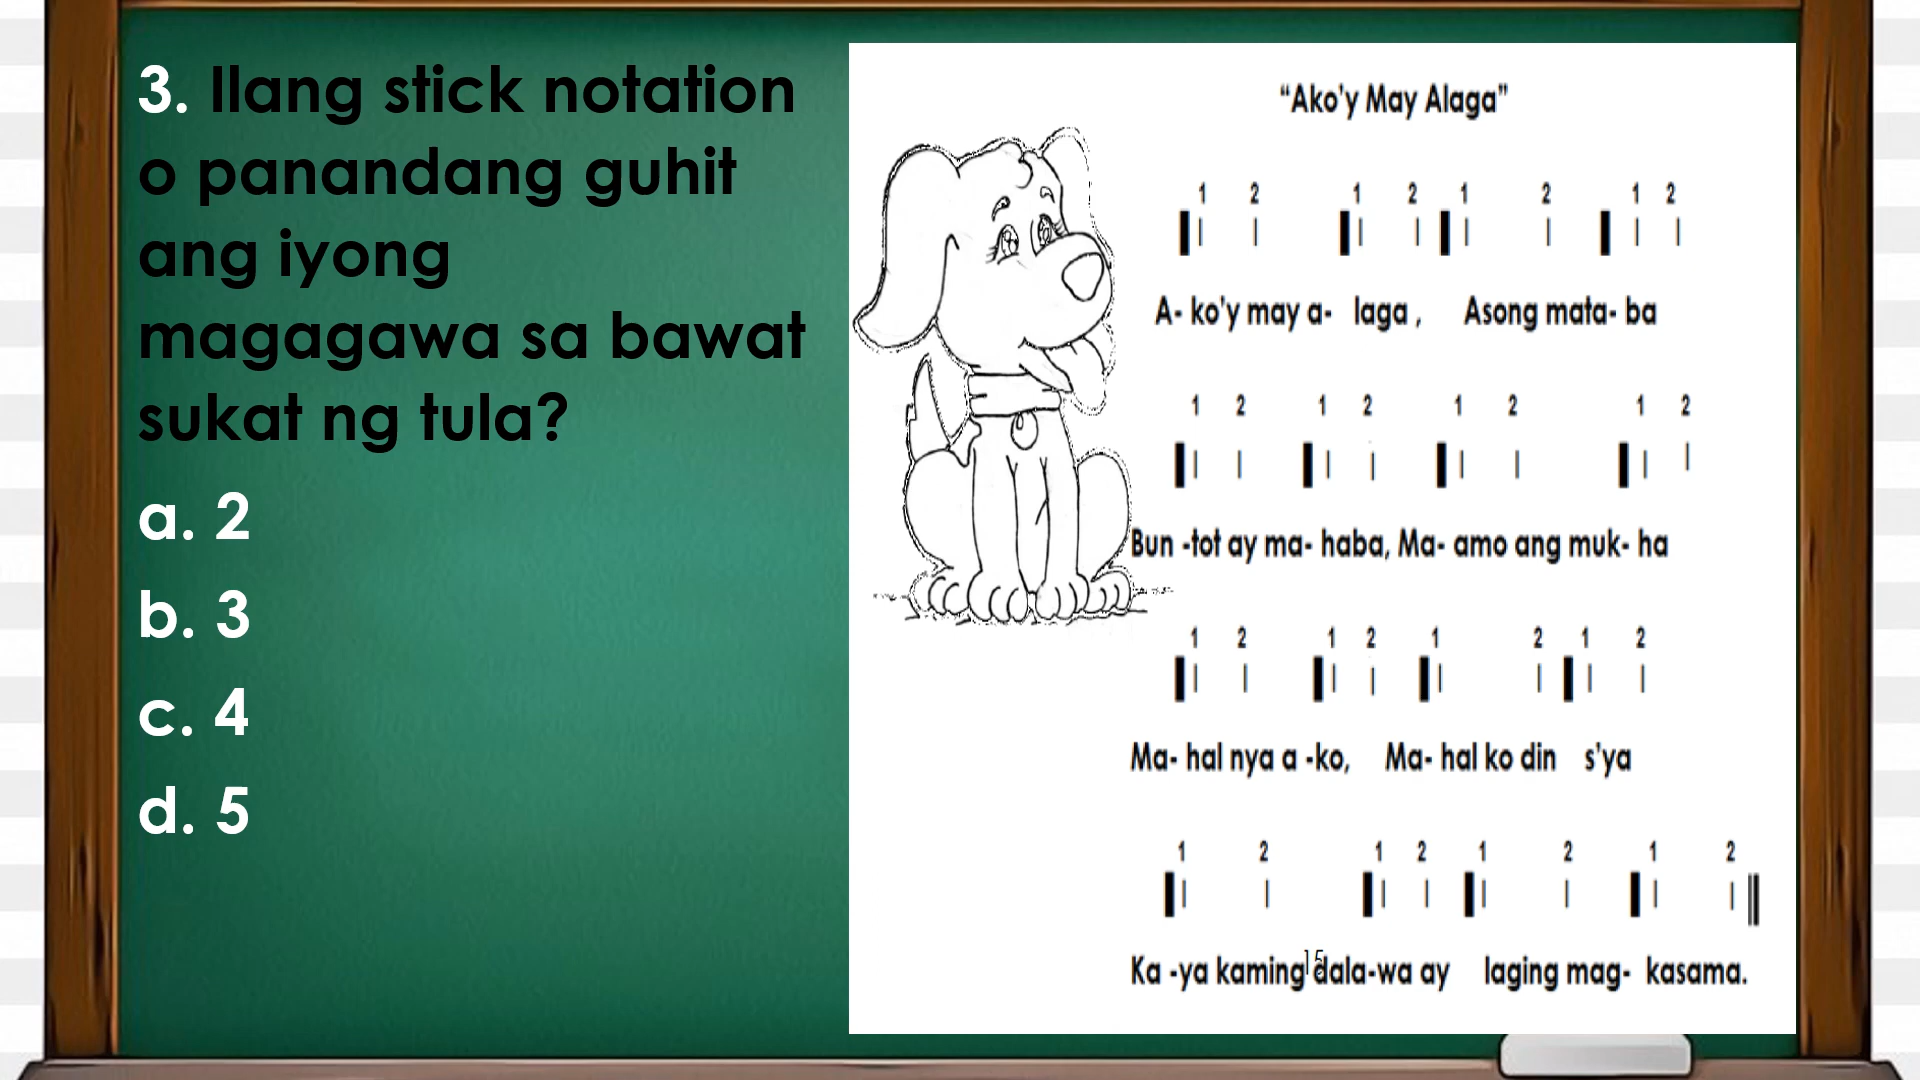 3. Ilang stick notation
o panandang guhit
ang iyong
magagawa sa bawat
sukat ng tula?
a. 2
b. 3
c. 4
d. 5
“Ako’y May Alaga”
1 2 1 2 1 2 1 2
A- ko’y may a- laga , Asong mata- ba
1 2 1 2 1 2 1 2
Bun -tot ay ma- haba, Ma- amo ang muk- ha
1 2 1 2 1 2 1 2
Ma- hal nya a -ko, Ma- hal ko din s’ya
1 2 1 2 1 2 1 2
Ka -ya kaming dala-wa ay laging mag- kasama.
15